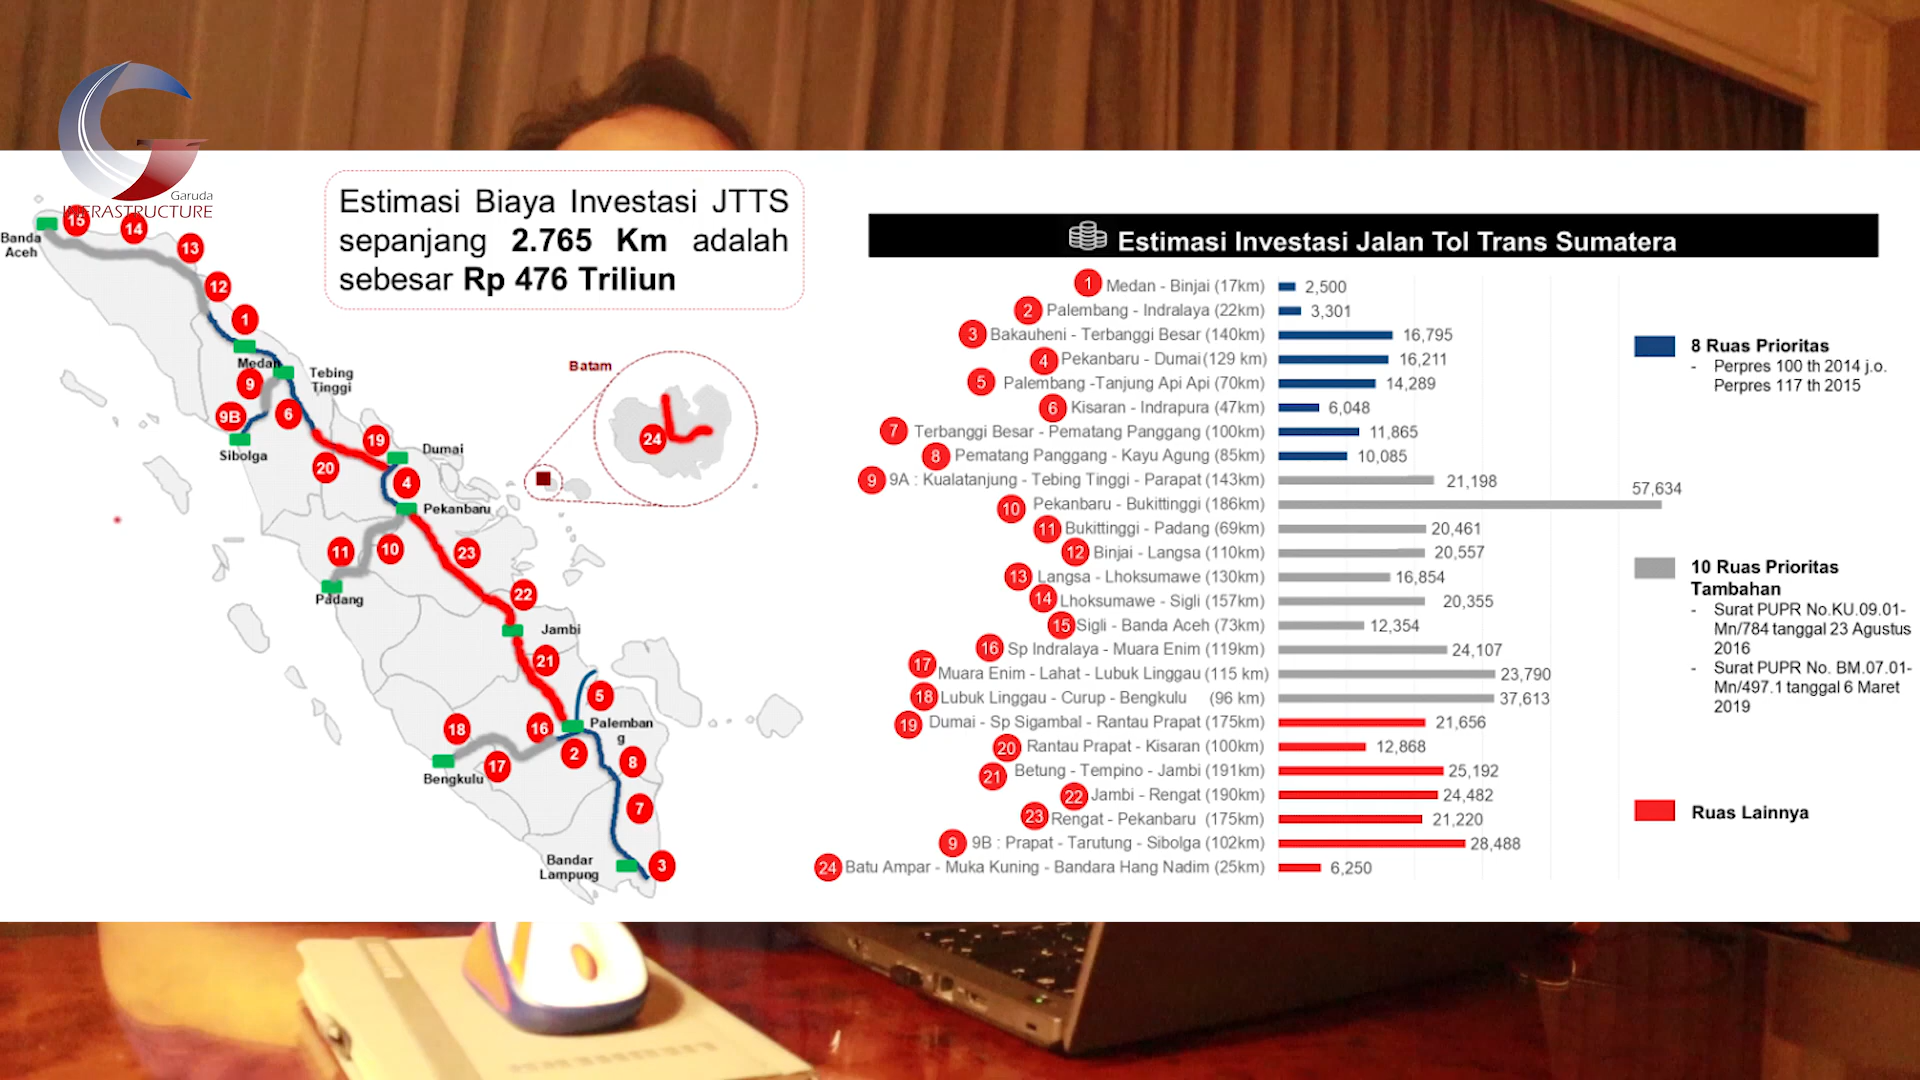 Garuda
INFRASTRUCTURE
Estimasi Biaya Investasi JTTS
sepanjang 2.765 Km adalah
sebesar Rp 476 Triliun
Banda
Aceh
15
14
13
12
1
Medan
Tebing
Tinggi
9
9B
6
Sibolga
19
20
Dumai
4
Pekanbaru
Batam
24
11
10
23
Padang
22
Jambi
21
5
Palemban
g
18
16
2
17
Bengkulu
8
7
Bandar
Lampung
3
Estimasi Investasi Jalan Tol Trans Sumatera
1 Medan - Binjai (17km) 2,500
2 Palembang - Indralaya (22km) 3,301
3 Bakauheni - Terbanggi Besar (140km) 16,795
4 Pekanbaru - Dumai (129 km) 16,211
5 Palembang -Tanjung Api Api (70km) 14,289
6 Kisaran - Indrapura (47km) 6,048
7 Terbanggi Besar - Pematang Panggang (100km) 11,865
8 Pematang Panggang - Kayu Agung (85km) 10,085
9 9A : Kualatanjung - Tebing Tinggi - Parapat (143km) 21,198
10 Pekanbaru - Bukittinggi (186km) 57,634
11 Bukittinggi - Padang (69km) 20,461
12 Binjai - Langsa (110km) 20,557
13 Langsa - Lhoksumawe (130km) 16,854
14 Lhoksumawe - Sigli (157km) 20,355
15 Sigli - Banda Aceh (73km) 12,354
16 Sp Indralaya - Muara Enim (119km) 24,107
17 Muara Enim - Lahat - Lubuk Linggau (115 km) 23,790
18 Lubuk Linggau - Curup - Bengkulu (96 km) 37,613
19 Dumai - Sp Sigambal - Rantau Prapat (175km) 21,656
20 Rantau Prapat - Kisaran (100km) 12,868
21 Betung - Tempino - Jambi (191km) 25,192
22 Jambi - Rengat (190km) 24,482
23 Rengat - Pekanbaru (175km) 21,220
9 9B : Prapat - Tarutung - Sibolga (102km) 28,488
24 Batu Ampar - Muka Kuning - Bandara Hang Nadim (25km) 6,250
8 Ruas Prioritas
- Perpres 100 th 2014 j.o.
Perpres 117 th 2015
10 Ruas Prioritas
Tambahan
- Surat PUPR No.KU.09.01-
Mn/784 tanggal 23 Agustus
2016
- Surat PUPR No. BM.07.01-
Mn/497.1 tanggal 6 Maret
2019
Ruas Lainnya